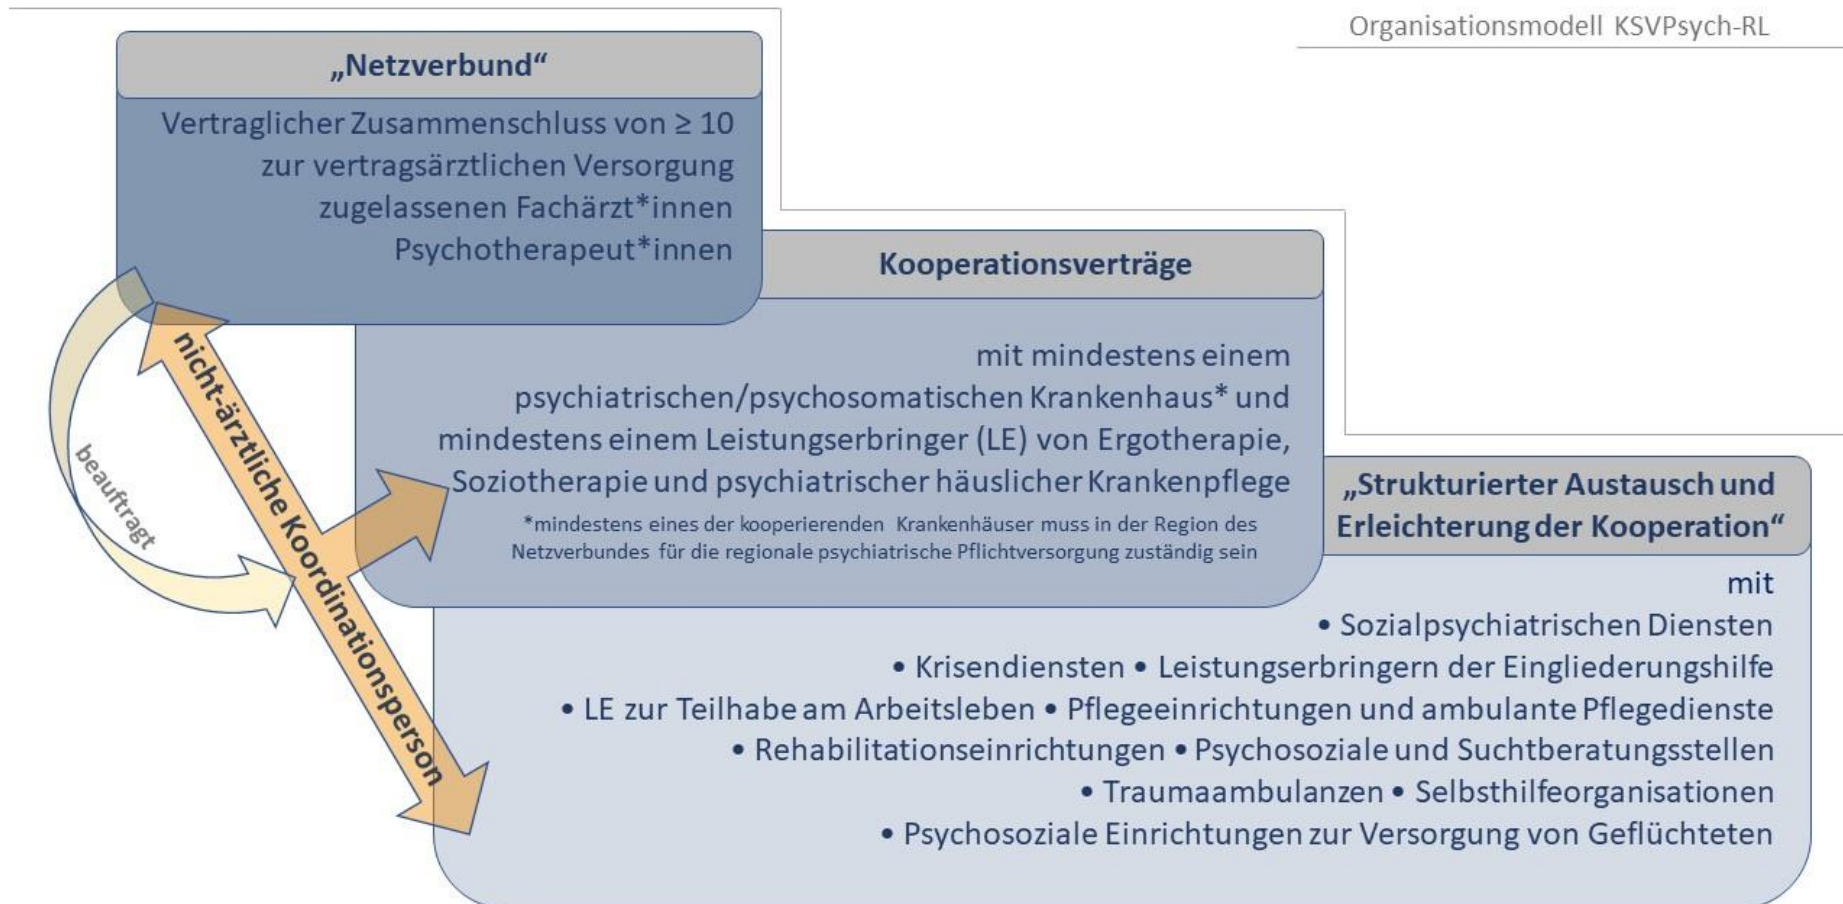 Organisationsmodell KSVPsych-RL
„Netzverbund“
Vertraglicher Zusammenschluss von ≥ 10
zur vertragsärztlichen Versorgung
zugelassenen Fachärzt*innen
Psychotherapeut*innen
Kooperationsverträge
mit mindestens einem
psychiatrischen/psychosomatischen Krankenhaus* und
mindestens einem Leistungserbringer (LE) von Ergotherapie,
Soziotherapie und psychiatrischer häuslicher Krankenpflege
*mindestens eines der kooperierenden Krankenhäuser muss in der Region des
Netzverbundes für die regionale psychiatrische Pflichtversorgung zuständig sein
beauftragt
nicht-ärztliche Koordinationsperson
„Strukturierter Austausch und
Erleichterung der Kooperation“
mit
• Sozialpsychiatrischen Diensten
• Krisendiensten • Leistungserbringern der Eingliederungshilfe
• LE zur Teilhabe am Arbeitsleben • Pflegeeinrichtungen und ambulante Pflegedienste
• Rehabilitationseinrichtungen • Psychosoziale und Suchtberatungsstellen
• Traumaambulanzen • Selbsthilfeorganisationen
• Psychosoziale Einrichtungen zur Versorgung von Geflüchteten